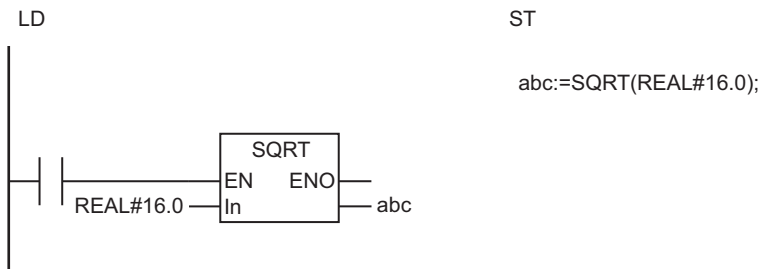 LD
ST
abc:=SQRT(REAL#16.0);
SQRT
EN ENO
REAL#16.0 In abc